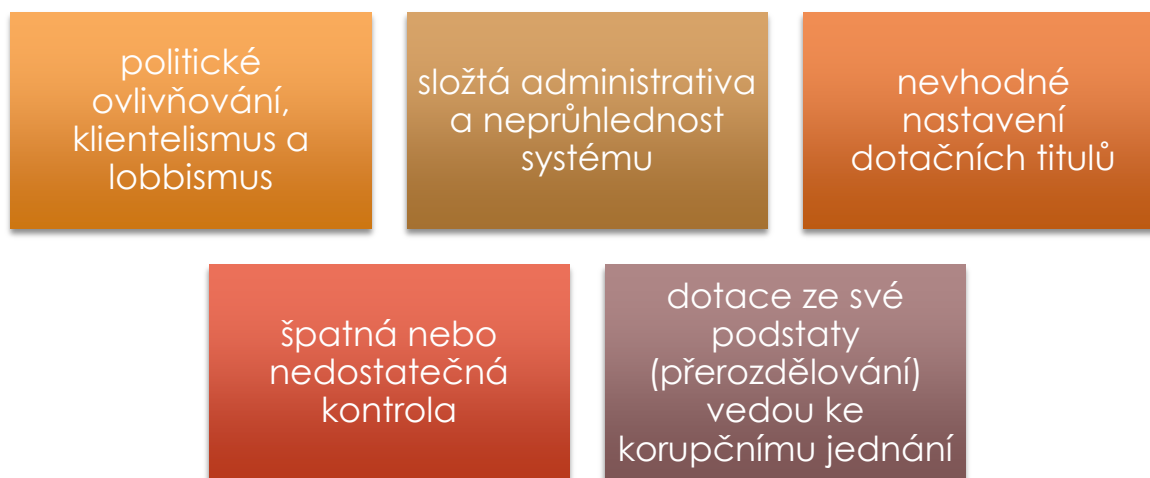 politické
ovlivňování,
klientelismus a
lobbismus
složtá administrativa
a neprůhlednost
systému
nevhodné
nastavení
dotačních titulů
špatná nebo
nedostatečná
kontrola
dotace ze své
podstaty
(přerozdělování)
vedou ke
korupčnímu jednání